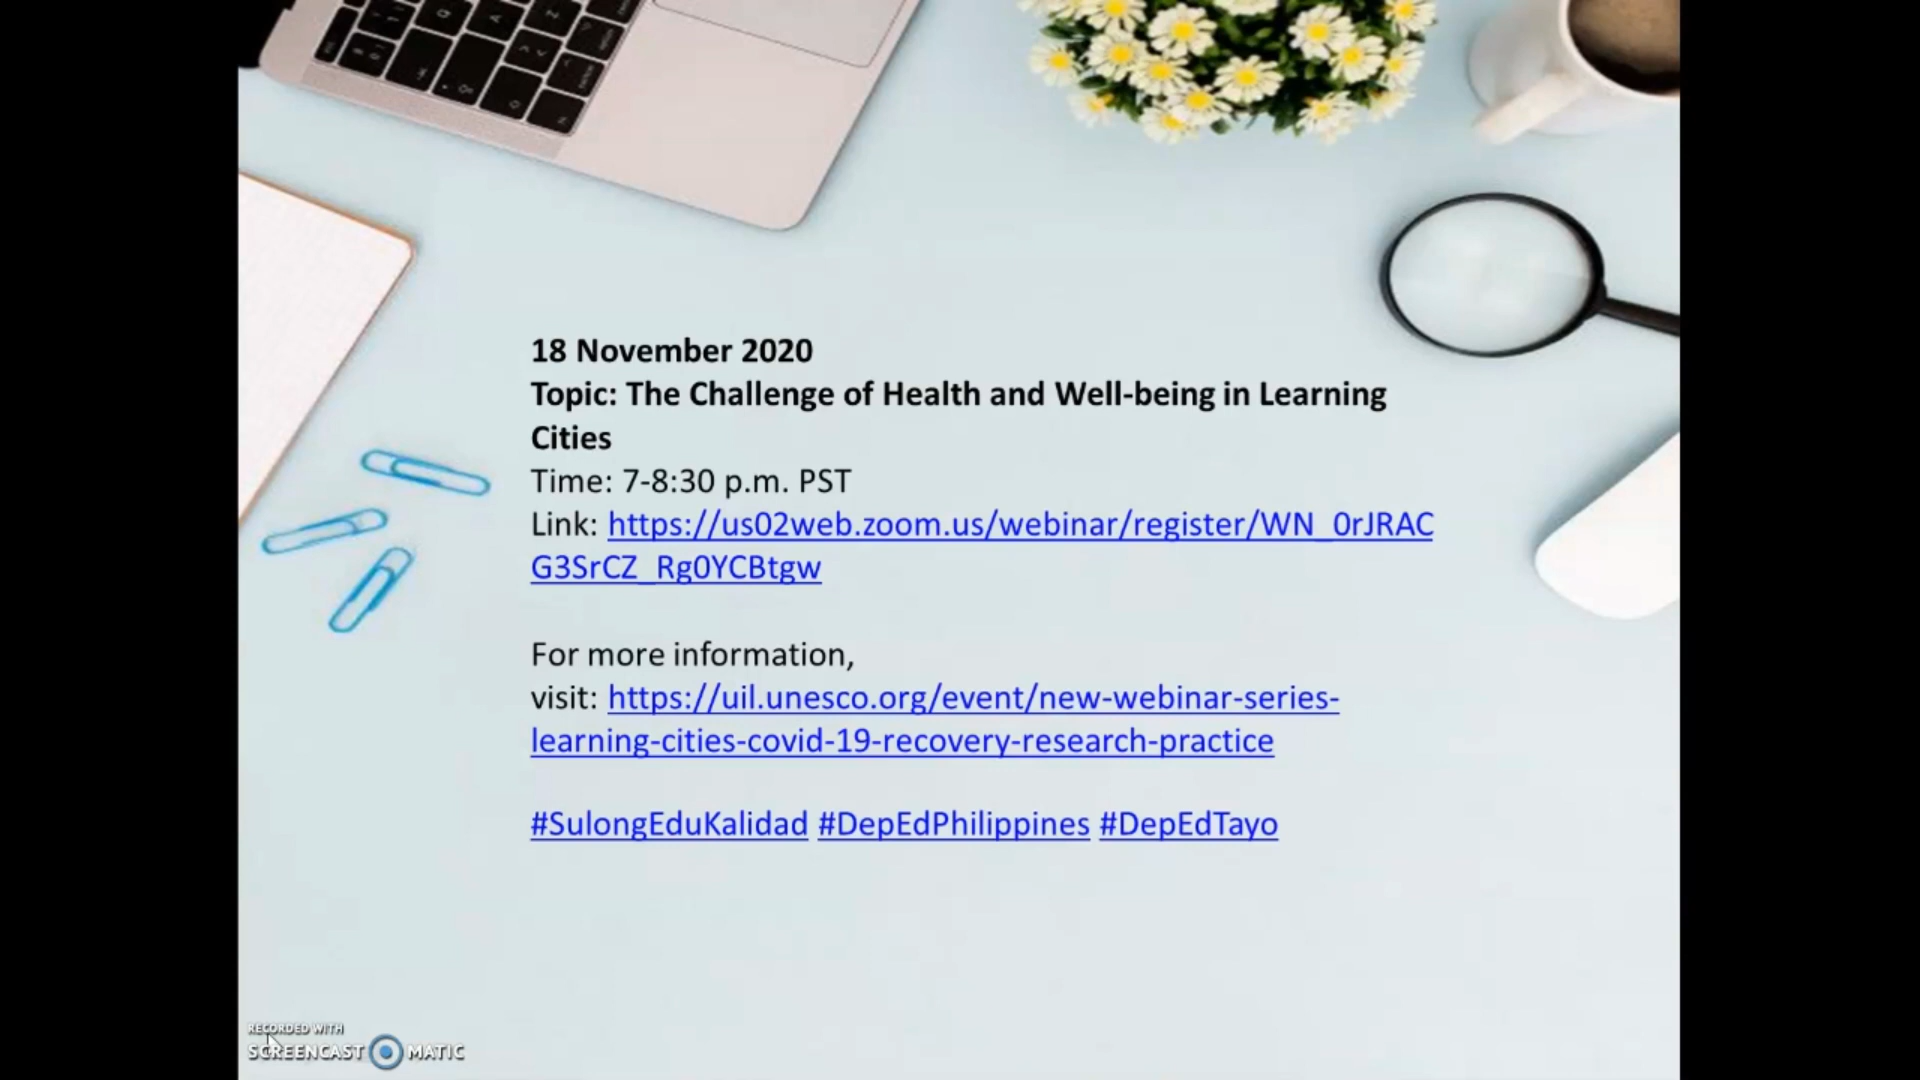 18 November 2020
Topic: The Challenge of Health and Well-being in Learning
Cities
Time: 7-8:30 p.m. PST
Link: https://us02web.zoom.us/webinar/register/WN_0rJRAC
G3SrCZ_Rg0YCBtgw
For more information,
visit: https://uil.unesco.org/event/new-webinar-series-
learning-cities-covid-19-recovery-research-practice
#SulongEduKalidad #DepEdPhilippines #DepEdTayo
RECORDED WITH
SCREENCAST MATIC